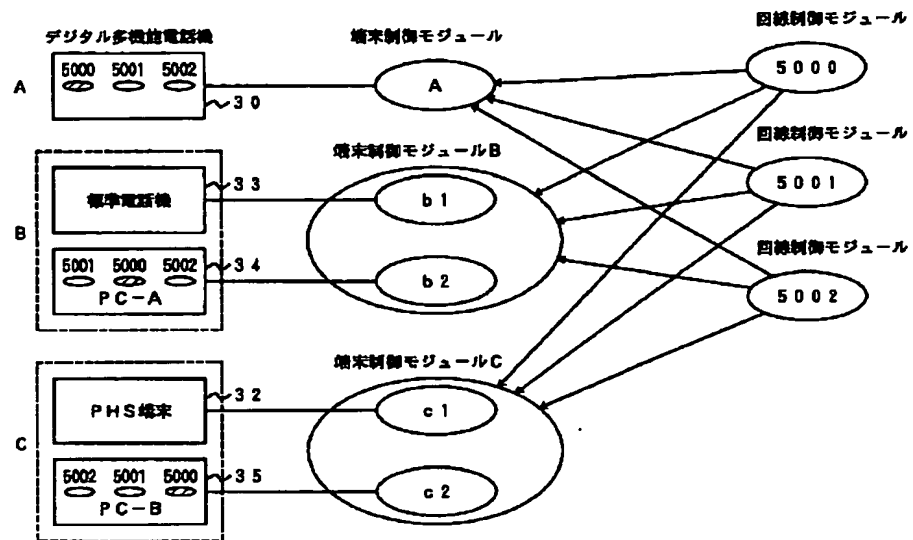 デジタル多機能電話機
端末制御モジュール
回線制御モジュール
A
5000 5001 5002
30
A
5000
回線制御モジュール
5001
端末制御モジュールB
B
標準電話機
33
b1
5001 5000 5002
PC-A
34
b2
回線制御モジュール
5002
端末制御モジュールC
C
PHS端末
32
c1
5002 5001 5000
PC-B
35
c2